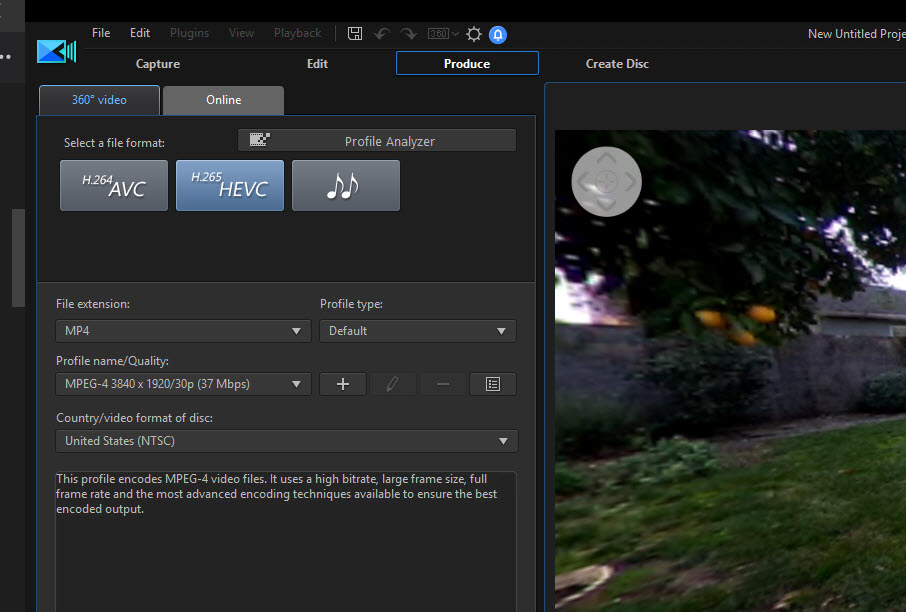 File Edit Plugins View Playback 360 New Untitled Proje
Capture Edit Produce Create Disc
360° video Online
Select a file format: Profile Analyzer
H.264 AVC H.265 HEVC
File extension: Profile type:
MP4 Default
Profile name/Quality:
MPEG-4 3840 x 1920/30p (37 Mbps)
Country/video format of disc:
United States (NTSC)
This profile encodes MPEG-4 video files. It uses a high bitrate, large frame size, full
frame rate and the most advanced encoding techniques available to ensure the best
encoded output.